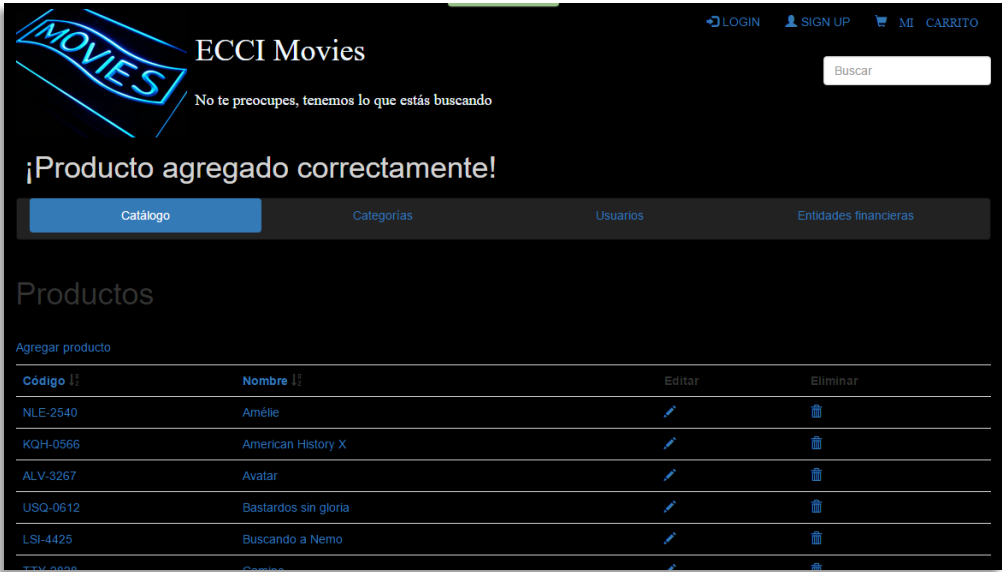 LOGIN SIGN UP MI CARRITO
MOVIES
ECCI Movies
Buscar
No te preocupes, tenemos lo que estás buscando
¡Producto agregado correctamente!
Catálogo Categorías Usuarios Entidades financieras
Productos
Agregar producto
Código Nombre Editar Eliminar
NLE-2540 Amélie
KQH-0566 American History X
ALV-3267 Avatar
USQ-0612 Bastardos sin gloria
LSI-4425 Buscando a Nemo